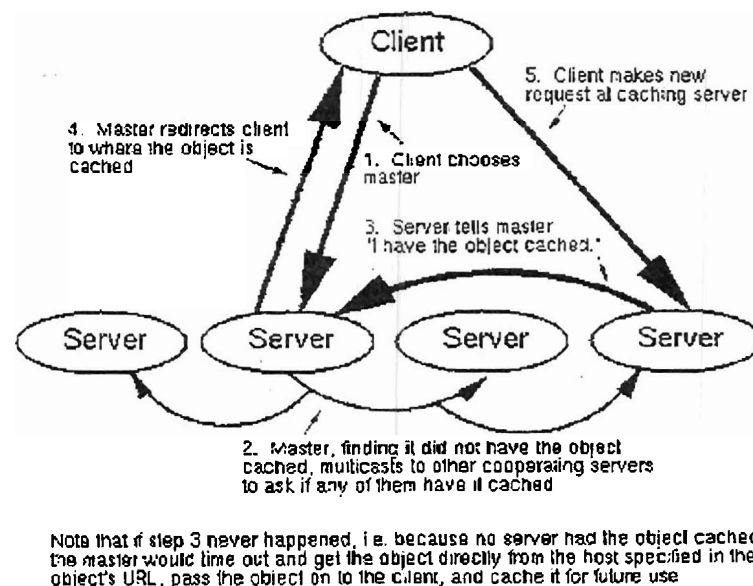 Client
5. Client makes new
request at caching server
4. Master redirects client
to where the object is
cached
1. Client chooses
master
3. Server tells master
"I have the object cached."
Server
Server
Server
Server
2. Master, finding it did not have the object
cached, multicasts to other cooperating servers
to ask if any of them have it cached
Note that if step 3 never happened, i.e. because no server had the object cached
the master would time out and get the object directly from the host specified in the
object's URL, pass the object on to the client, and cache it for future use